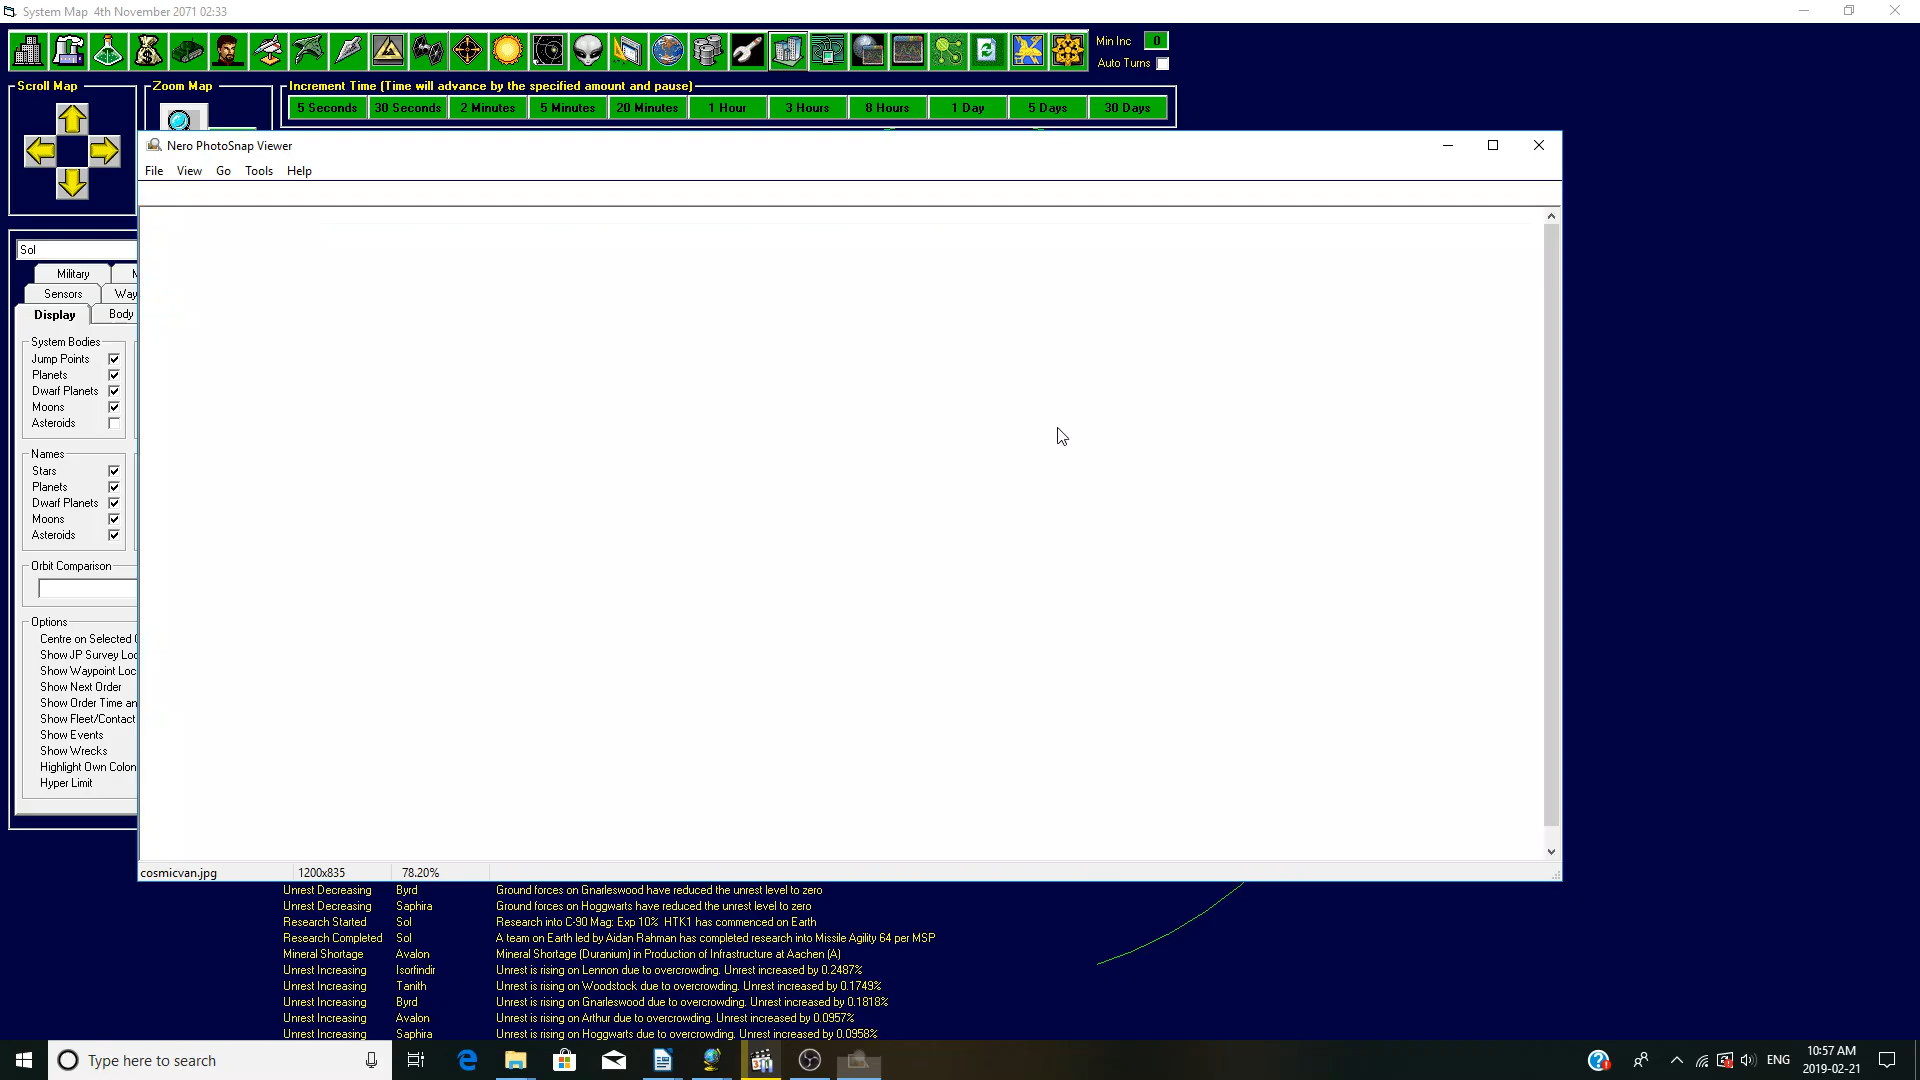 System Map  4th November 2071 02:33
Min Inc 0
Auto Turns
Scroll Map
Zoom Map
Increment Time (Time will advance by the specified amount and pause)
5 Seconds 30 Seconds 2 Minutes 5 Minutes 20 Minutes 1 Hour 3 Hours 8 Hours 1 Day 5 Days 30 Days
Nero PhotoSnap Viewer
File View Go Tools Help
Sol
Military
Sensors Way
Display Body
System Bodies
Jump Points
Planets
Dwarf Planets
Moons
Asteroids
Names
Stars
Planets
Dwarf Planets
Moons
Asteroids
Orbit Comparison
Options
Centre on Selected
Show JP Survey Loc
Show Waypoint Loc
Show Next Order
Show Order Time an
Show Fleet/Contact
Show Events
Show Wrecks
Highlight Own Colon
Hyper Limit
cosmicvan.jpg 1200x835 78.20%
Unrest Decreasing Byrd Ground forces on Gnarleswood have reduced the unrest level to zero
Unrest Decreasing Saphira Ground forces on Hoggwarts have reduced the unrest level to zero
Research Started Sol Research into C-90 Mag: Exp 10%  HTK1 has commenced on Earth
Research Completed Sol A team on Earth led by Aidan Rahman has completed research into Missile Agility 64 per MSP
Mineral Shortage Avalon Mineral Shortage (Duranium) in Production of Infrastructure at Aachen (A)
Unrest Increasing Isorfindir Unrest is rising on Lennon due to overcrowding. Unrest increased by 0.2487%
Unrest Increasing Tanith Unrest is rising on Woodstock due to overcrowding. Unrest increased by 0.1749%
Unrest Increasing Byrd Unrest is rising on Gnarleswood due to overcrowding. Unrest increased by 0.1818%
Unrest Increasing Avalon Unrest is rising on Arthur due to overcrowding. Unrest increased by 0.0957%
Unrest Increasing Saphira Unrest is rising on Hoggwarts due to overcrowding. Unrest increased by 0.0958%
Type here to search
ENG
10:57 AM
2019-02-21